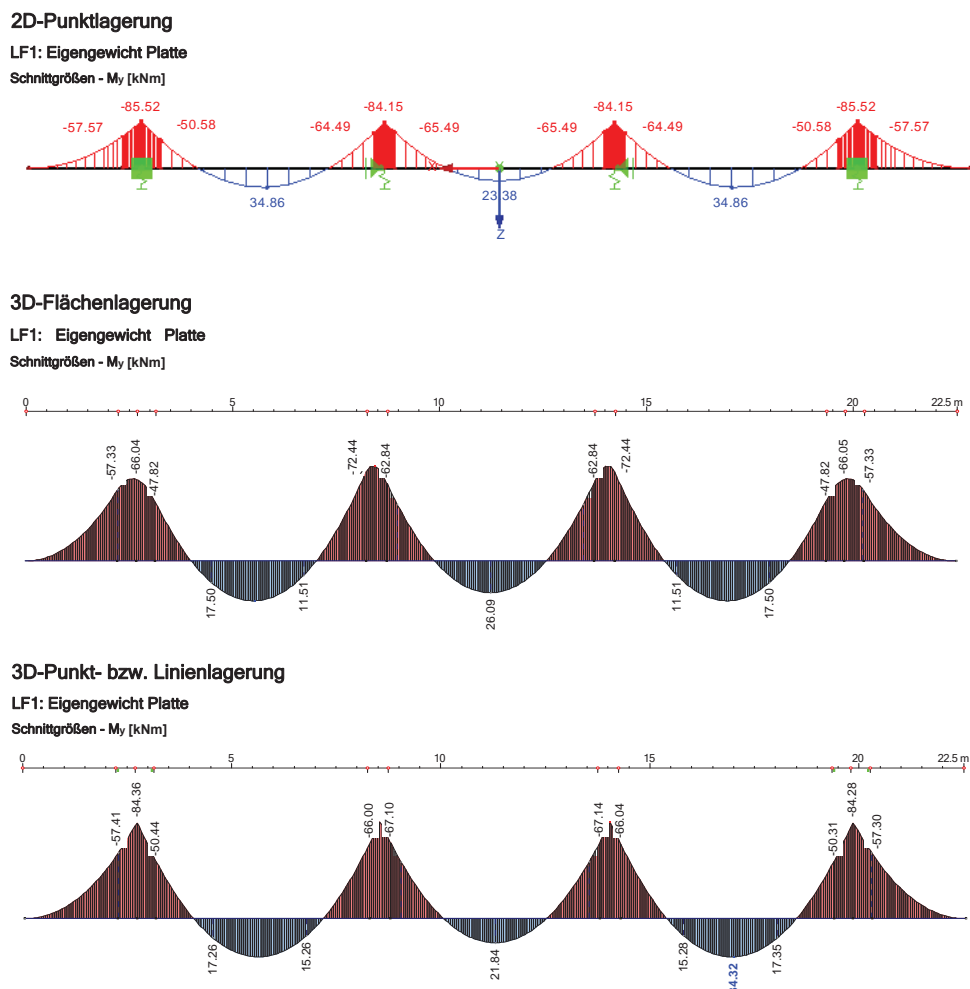 2D-Punktlagerung
LF1: Eigengewicht Platte
Schnittgrößen - My [kNm]
-85.52 -84.15 -84.15 -85.52
-57.57 -50.58 -64.49 -65.49 -65.49 -64.49 -50.58 -57.57
34.86 23.38 34.86
Z
3D-Flächenlagerung
LF1: Eigengewicht Platte
Schnittgrößen - My [kNm]
0 5 10 15 20 22.5 m
-57.33 -66.04 -47.82 -72.44 -62.84 -62.84 -72.44 -47.82 -66.05 -57.33
17.50 11.51 26.09 11.51 17.50
3D-Punkt- bzw. Linienlagerung
LF1: Eigengewicht Platte
Schnittgrößen - My [kNm]
0 5 10 15 20 22.5 m
-57.41 -84.36 -50.44 -66.00 -67.10 -67.14 -66.04 -50.31 -84.28 -57.30
17.26 15.26 21.84 15.28 17.35